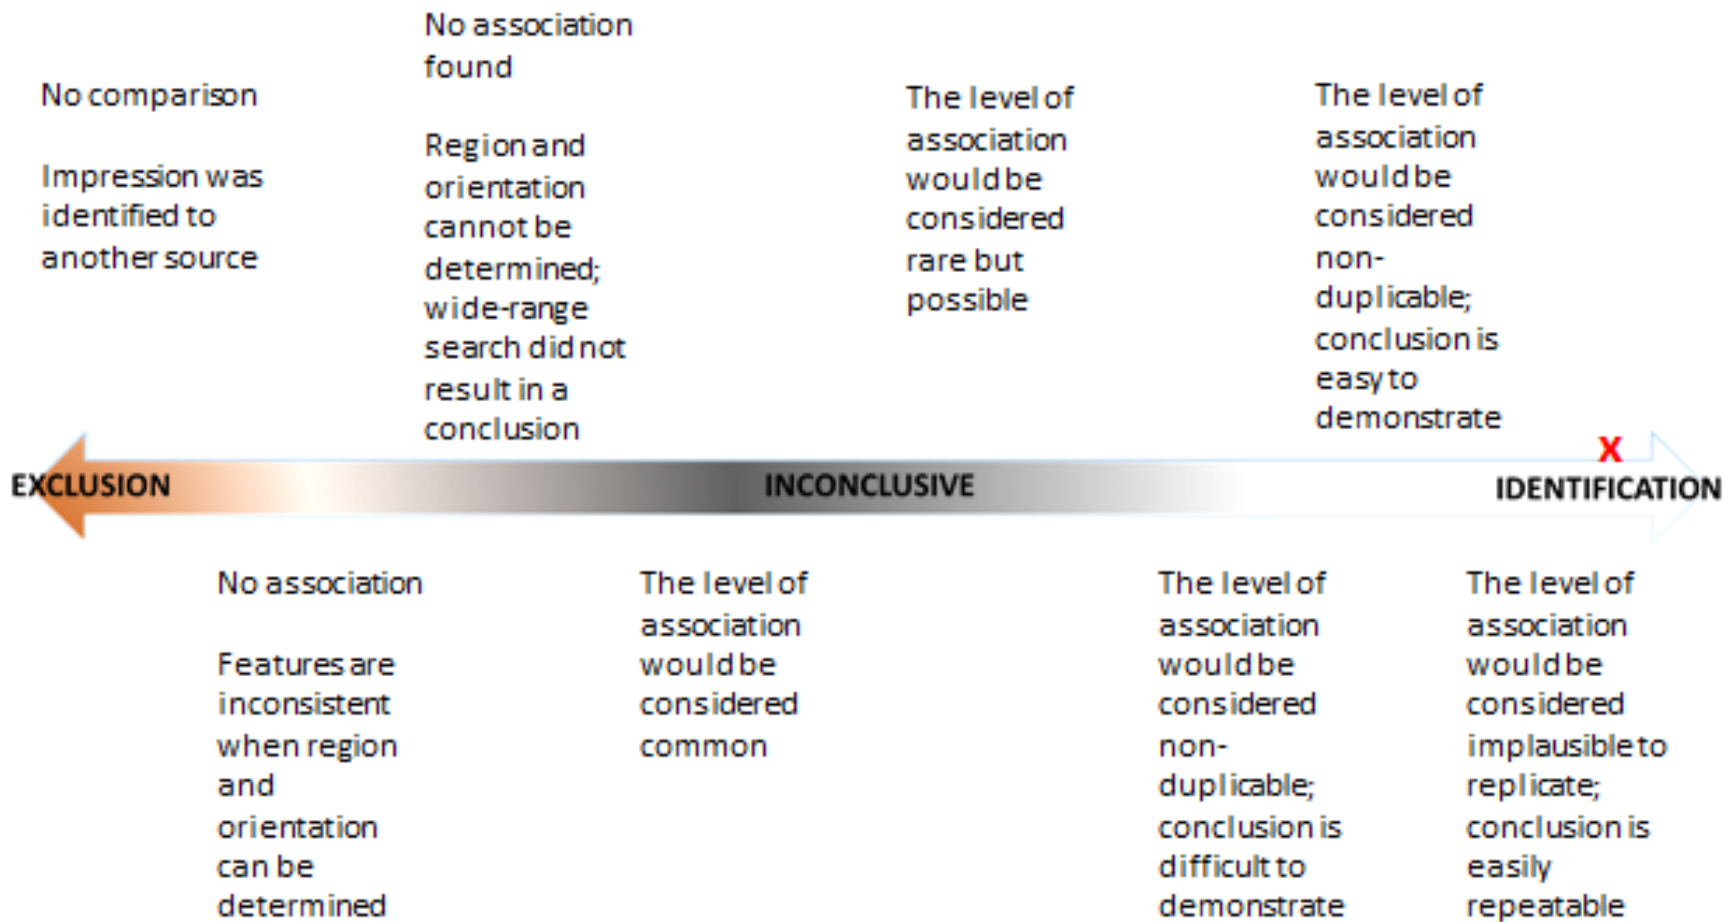 No comparison
Impression was
identified to
another source
No association
found
Region and
orientation
cannot be
determined;
wide-range
search did not
result in a
conclusion
The level of
association
would be
considered
rare but
possible
The level of
association
would be
considered
non-
duplicable;
conclusion is
easy to
demonstrate
X
EXCLUSION
INCONCLUSIVE
IDENTIFICATION
No association
Features are
inconsistent
when region
and
orientation
can be
determined
The level of
association
would be
considered
common
The level of
association
would be
considered
non-
duplicable;
conclusion is
difficult to
demonstrate
The level of
association
would be
considered
implausible to
replicate;
conclusion is
easily
repeatable